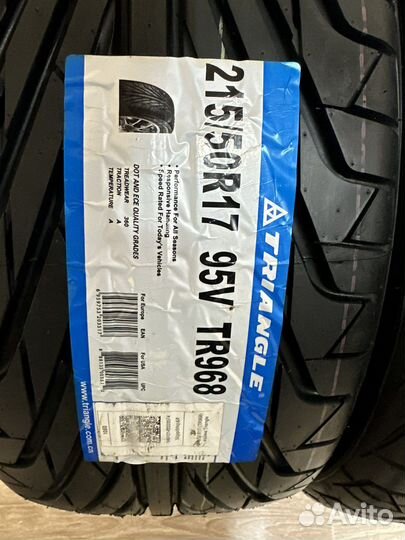 TRIANGLE
215/50R17 95V TR968
• Performance For All Seasons
• Responsive Handling
• Speed Rated For Today's Vehicles
DOT AND ECE QUALITY GRADES
TREADWEAR 360
TRACTION A
TEMPERATURE A
For Europe EAN
For USA UPC
www.triangle.com.cn
Avito